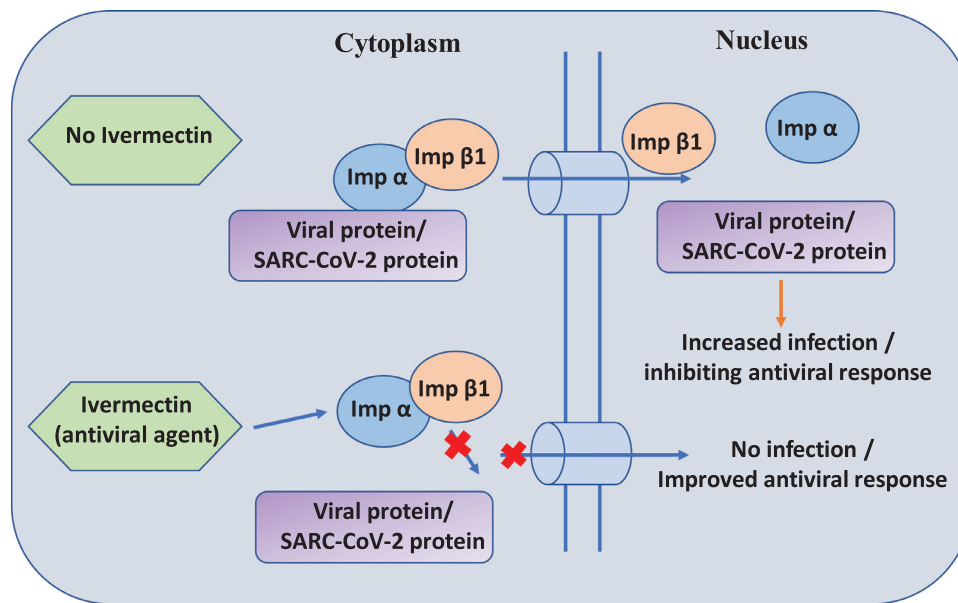 Cytoplasm
Nucleus
No Ivermectin
Imp α
Imp β1
Viral protein/
SARC-CoV-2 protein
Imp β1
Imp α
Viral protein/
SARC-CoV-2 protein
Increased infection /
inhibiting antiviral response
Ivermectin
(antiviral agent)
Imp α
Imp β1
Viral protein/
SARC-CoV-2 protein
No infection /
Improved antiviral response